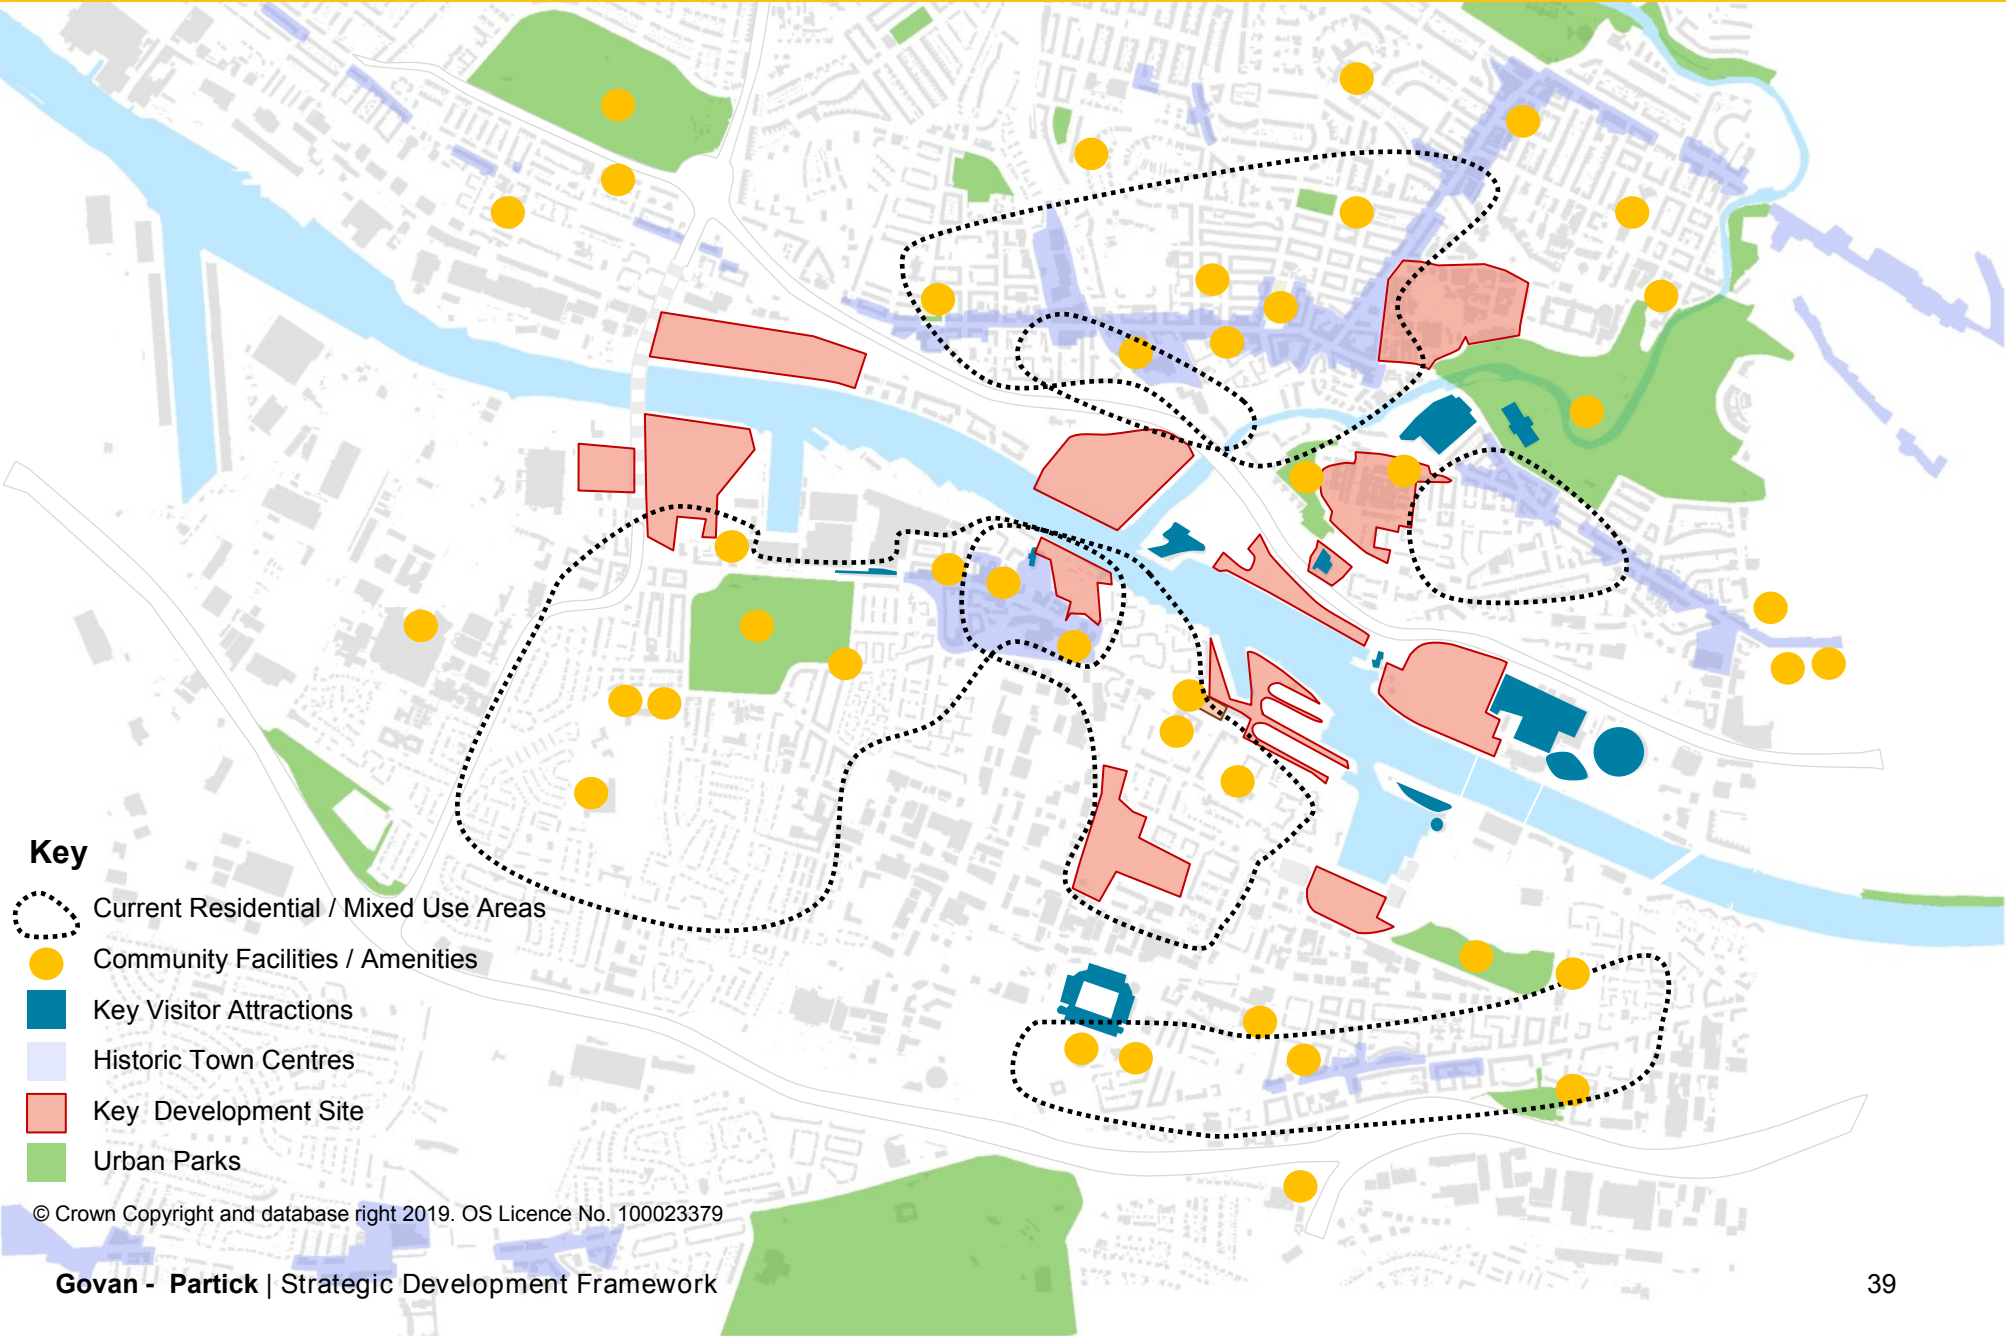 Key
Current Residential / Mixed Use Areas
Community Facilities / Amenities
Key Visitor Attractions
Historic Town Centres
Key Development Site
Urban Parks
© Crown Copyright and database right 2019. OS Licence No. 100023379
Govan - Partick | Strategic Development Framework
39